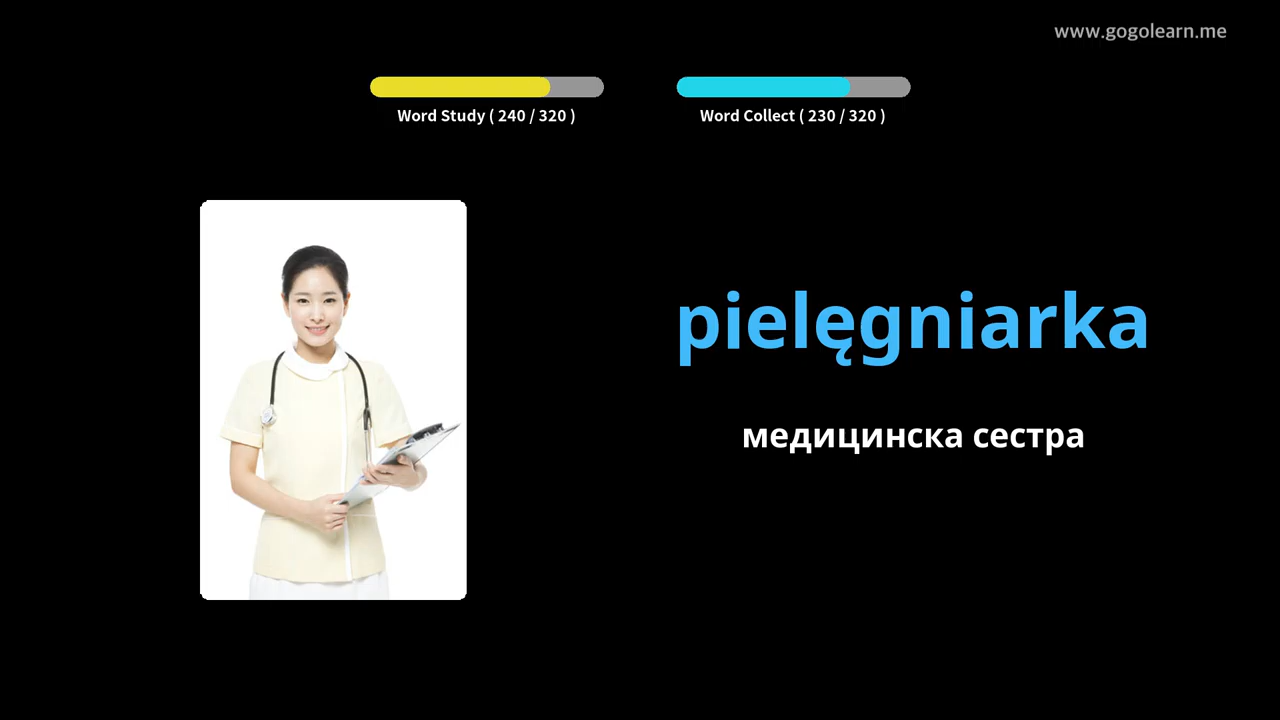 www.gogolearn.me
Word Study ( 240 / 320 )
Word Collect ( 230 / 320 )
pielęgniarka
медицинска сестра